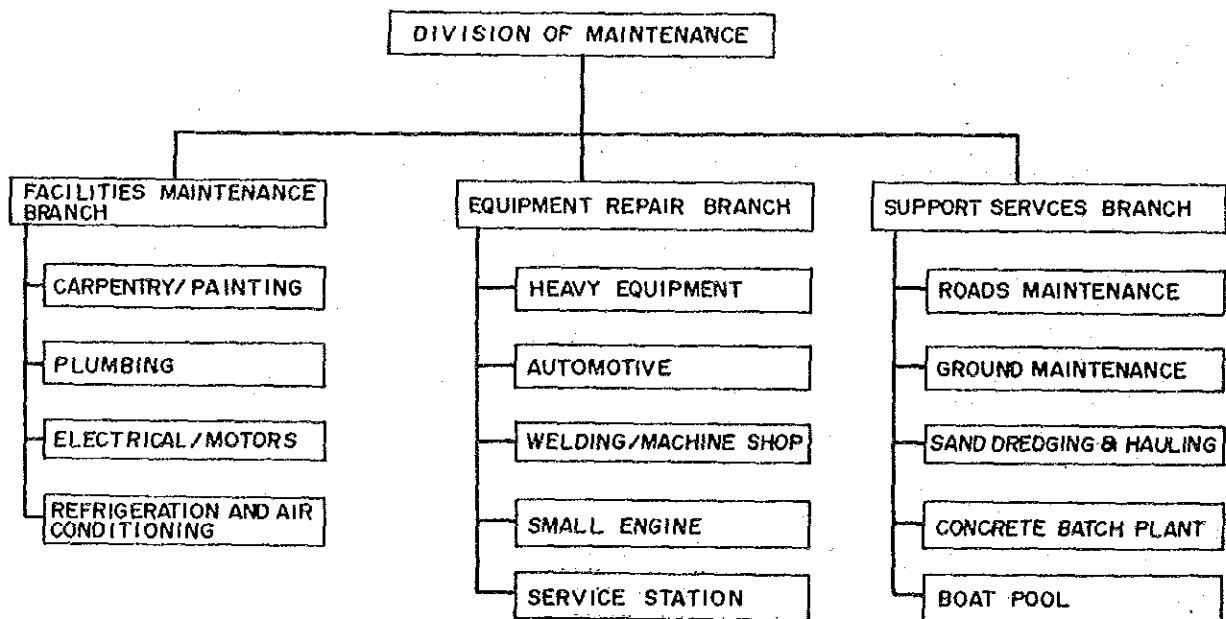 DIVISION OF MAINTENANCE
FACILITIES MAINTENANCE
BRANCH
CARPENTRY/PAINTING
PLUMBING
ELECTRICAL/MOTORS
REFRIGERATION AND AIR
CONDITIONING
EQUIPMENT REPAIR BRANCH
HEAVY EQUIPMENT
AUTOMOTIVE
WELDING/MACHINE SHOP
SMALL ENGINE
SERVICE STATION
SUPPORT SERVCES BRANCH
ROADS MAINTENANCE
GROUND MAINTENANCE
SAND DREDGING & HAULING
CONCRETE BATCH PLANT
BOAT POOL